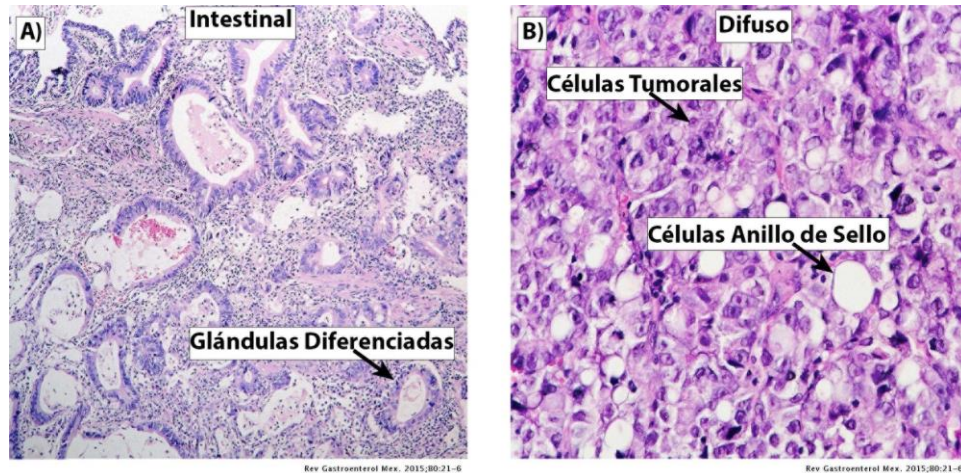 A)
Intestinal
Glándulas Diferenciadas
Rev Gastroenterol Mex. 2015;80:21-6
B)
Difuso
Células Tumorales
Células Anillo de Sello
Rev Gastroenterol Mex. 2015;80:21-6